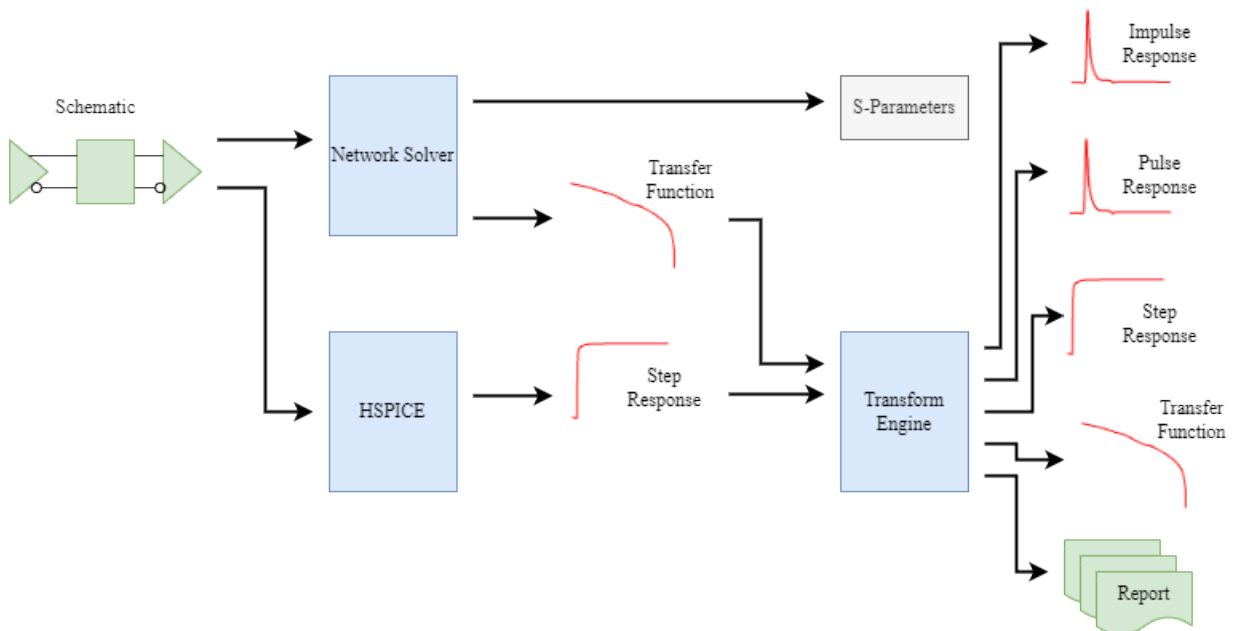 Impulse
Response
Schematic
Network Solver
S-Parameters
Transfer
Function
Pulse
Response
HSPICE
Step
Response
Transform
Engine
Step
Response
Transfer
Function
Report